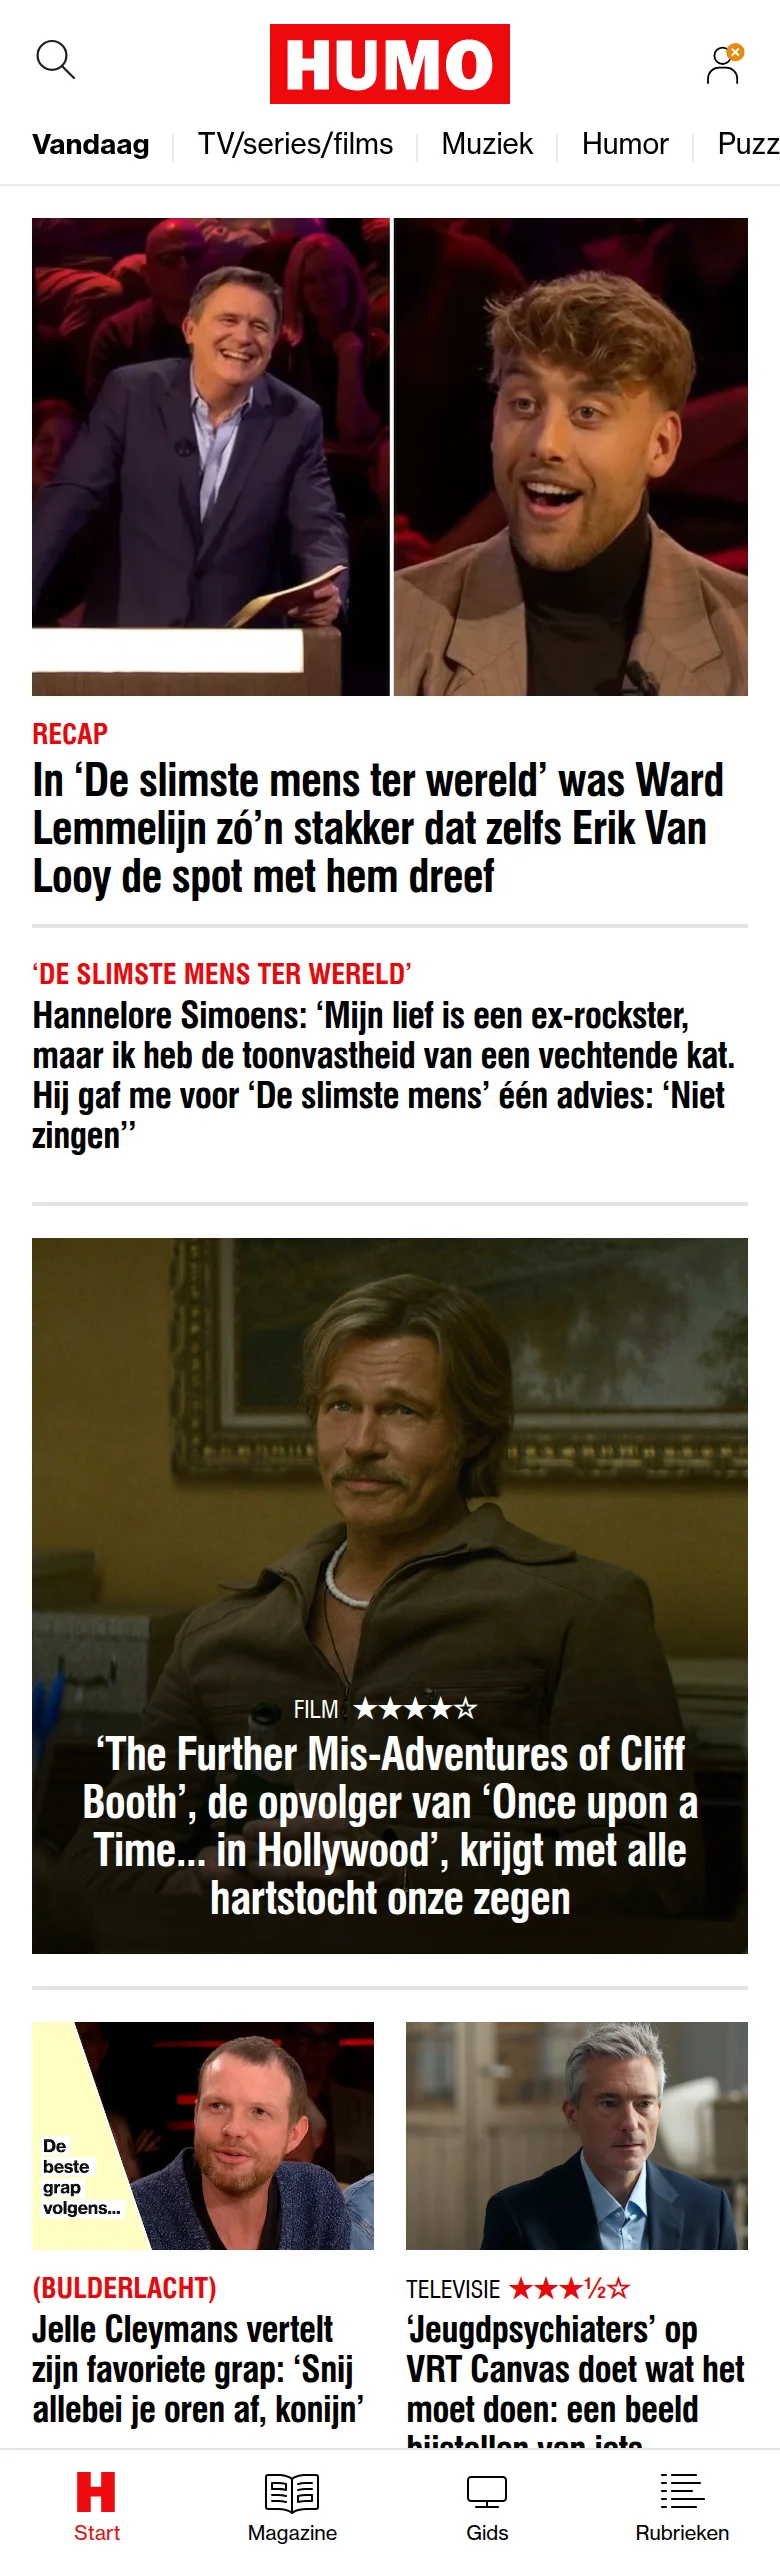 HUMO
Vandaag
TV/series/films
Muziek
Humor
Puzz
RECAP
In ‘De slimste mens ter wereld’ was Ward
Lemmelijn zó’n stakker dat zelfs Erik Van
Looy de spot met hem dreef
‘DE SLIMSTE MENS TER WERELD’
Hannelore Simoens: ‘Mijn lief is een ex-rockster,
maar ik heb de toonvastheid van een vechtende kat.
Hij gaf me voor ‘De slimste mens’ één advies: ‘Niet
zingen’’
FILM ★★★★☆
‘The Further Mis-Adventures of Cliff
Booth’, de opvolger van ‘Once upon a
Time... in Hollywood’, krijgt met alle
hartstocht onze zegen
De
beste
grap
volgens...
(BULDERLACHT)
Jelle Cleymans vertelt
zijn favoriete grap: ‘Snij
allebei je oren af, konijn’
TELEVISIE ★★★½☆
‘Jeugdpsychiaters’ op
VRT Canvas doet wat het
moet doen: een beeld
H
Start
Magazine
Gids
Rubrieken